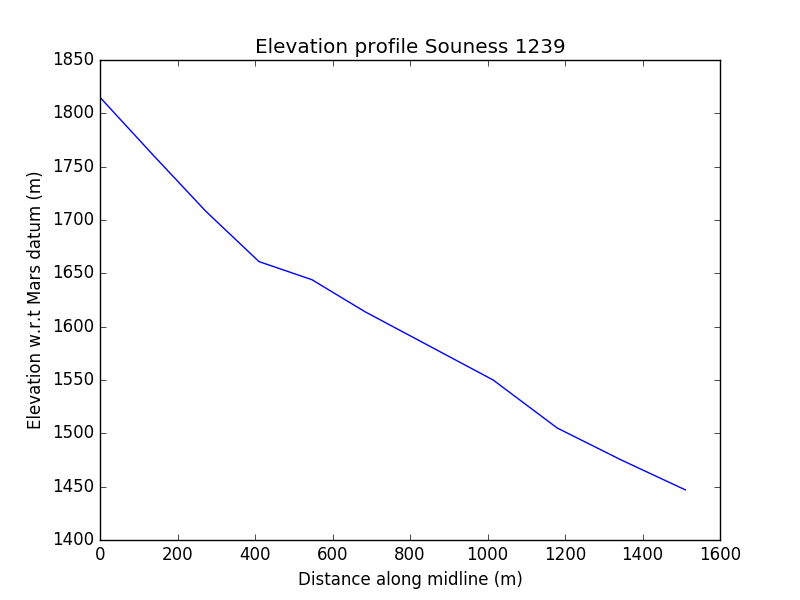 Elevation profile Souness 1239
1850
1800
1750
1700
1650
1600
1550
1500
1450
1400
Elevation w.r.t Mars datum (m)
0 200 400 600 800 1000 1200 1400 1600
Distance along midline (m)